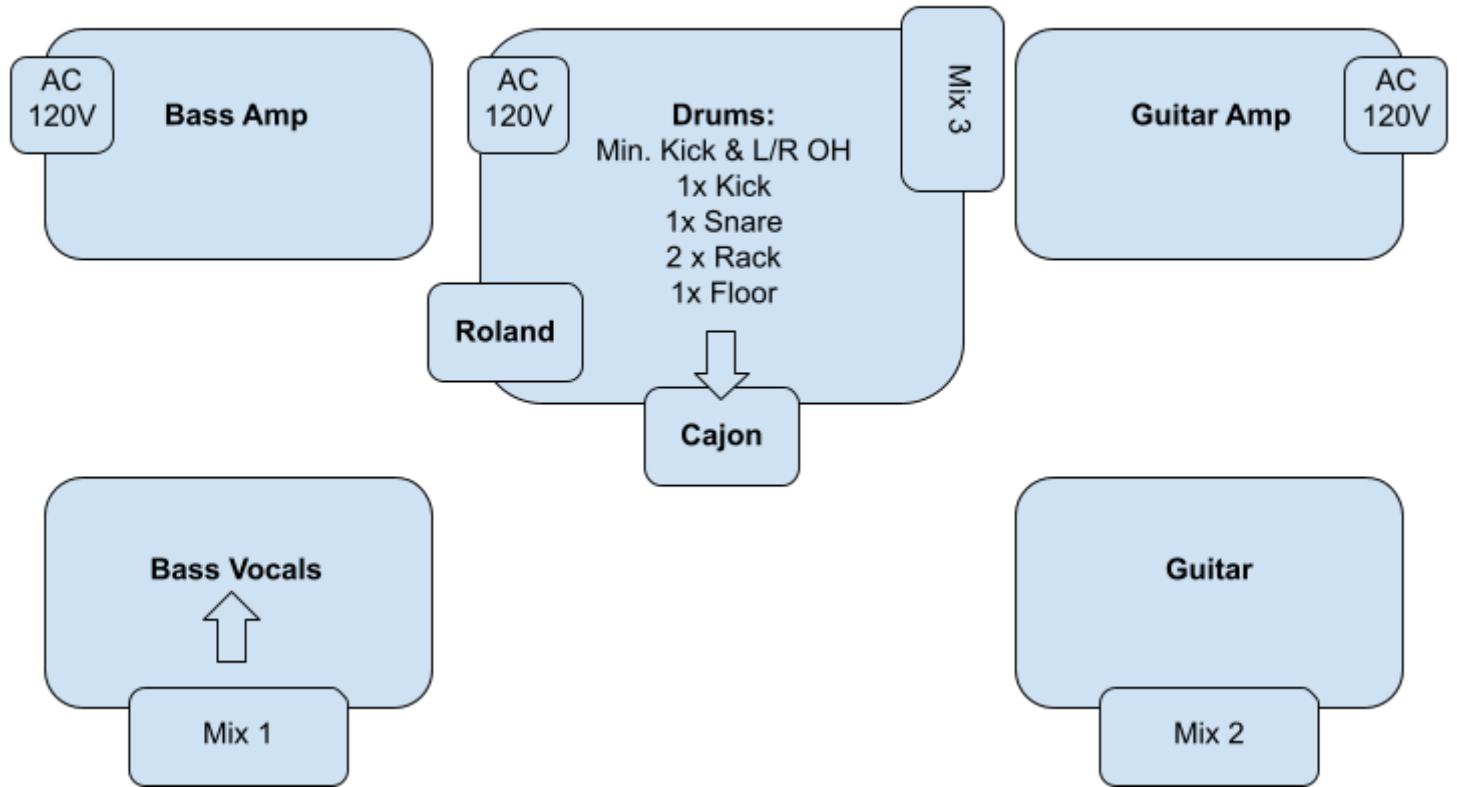 AC
120V
Bass Amp
AC
120V
Drums:
Min. Kick & L/R OH
1x Kick
1x Snare
2 x Rack
1x Floor
Mix 3
Guitar Amp
AC
120V
Roland
Cajon
Bass Vocals
Mix 1
Guitar
Mix 2